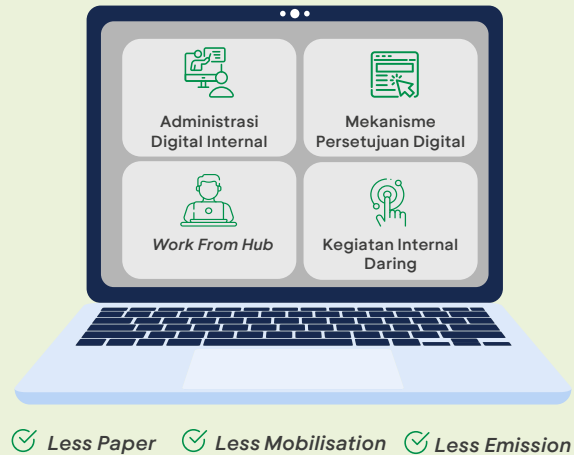 Administrasi
Digital Internal
Mekanisme
Persetujuan Digital
Work From Hub
Kegiatan Internal
Daring
Less Paper
Less Mobilisation
Less Emission